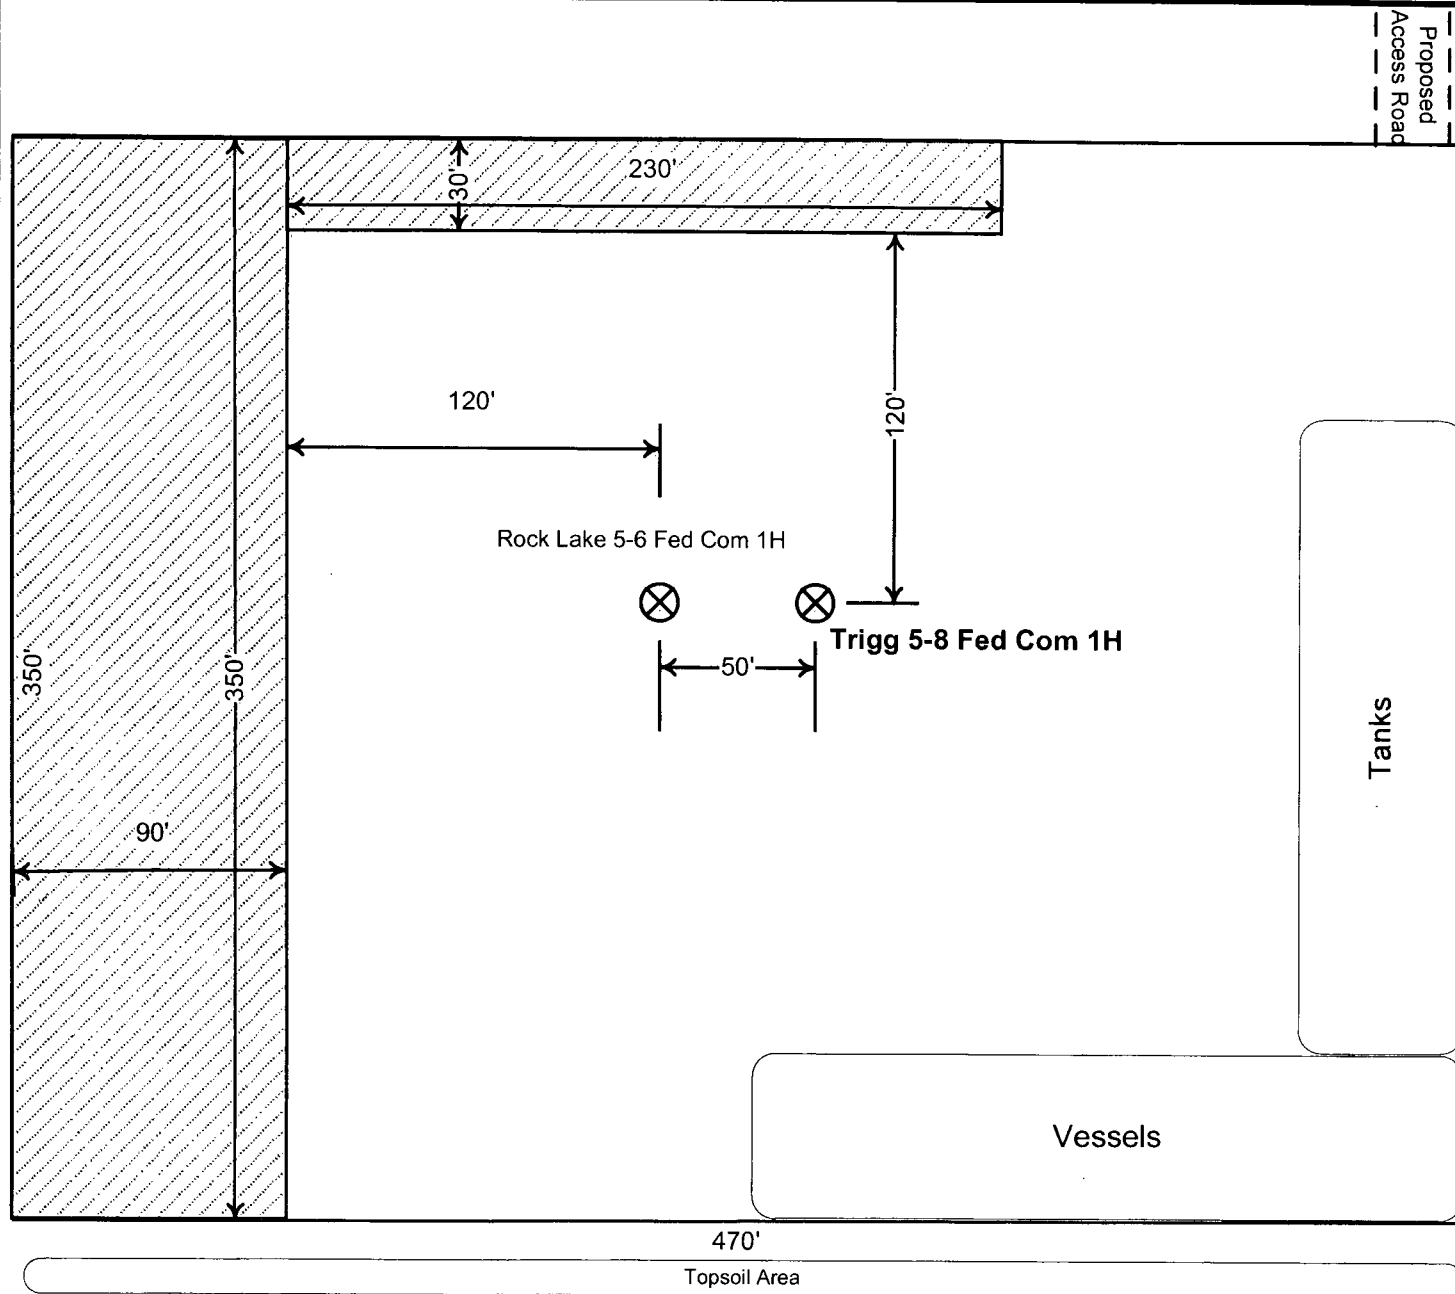 Proposed
Access Road
230'
30'
120'
120'
Rock Lake 5-6 Fed Com 1H
Trigg 5-8 Fed Com 1H
50'
350'
350'
Tanks
90'
Vessels
470'
Topsoil Area